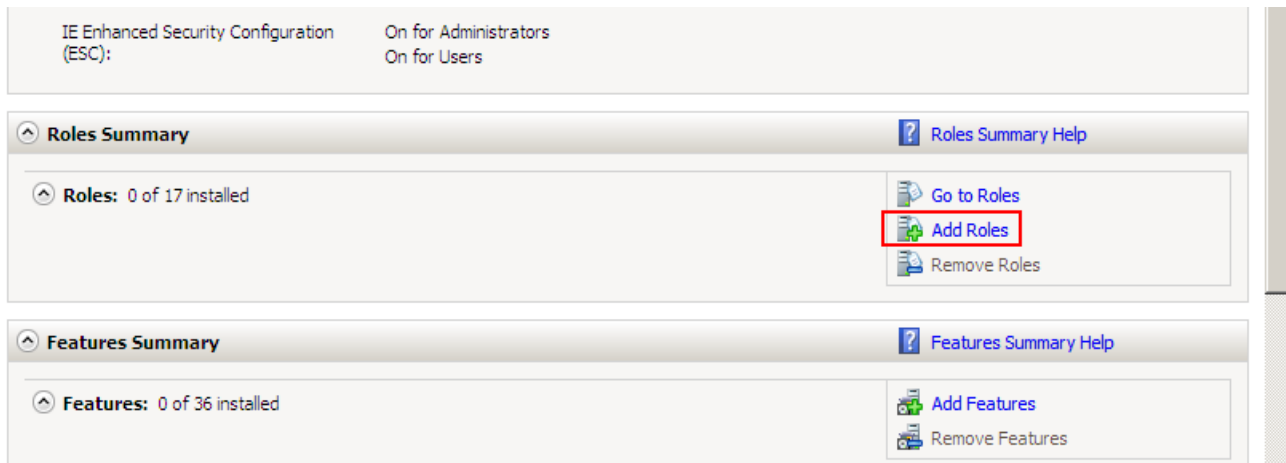 IE Enhanced Security Configuration (ESC):
On for Administrators
On for Users
Roles Summary
Roles Summary Help
Roles: 0 of 17 installed
Go to Roles
Add Roles
Remove Roles
Features Summary
Features Summary Help
Features: 0 of 36 installed
Add Features
Remove Features